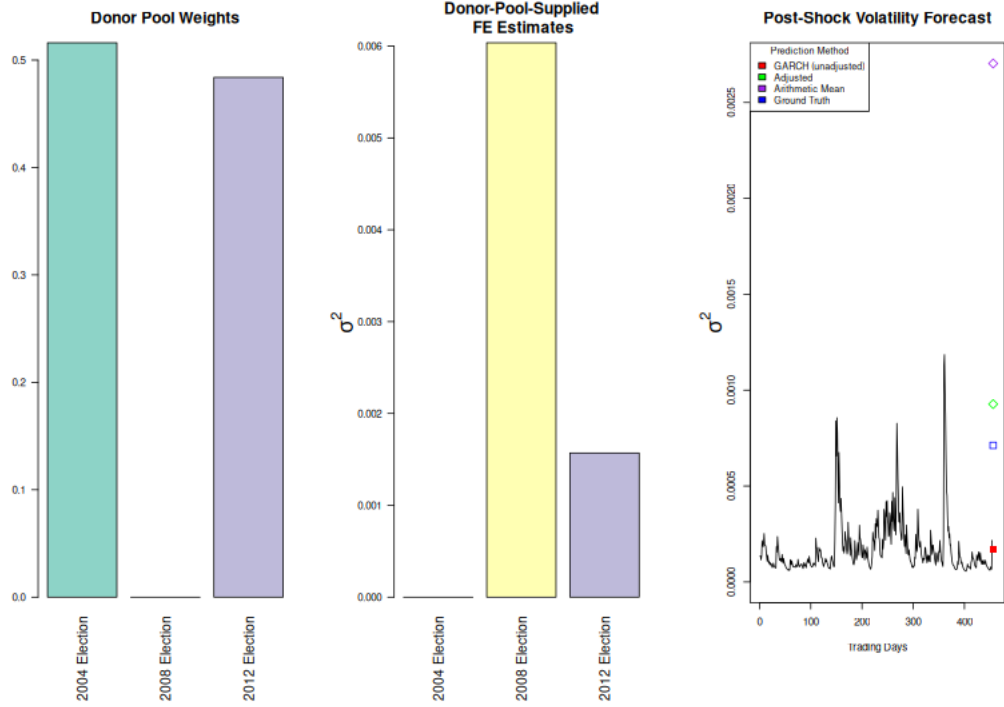 Donor Pool Weights
0.5
0.4
0.3
0.2
0.1
0.0
2004 Election
2008 Election
2012 Election
Donor-Pool-Supplied
FE Estimates
σ²
0.006
0.005
0.004
0.003
0.002
0.001
0.000
2004 Election
2008 Election
2012 Election
Post-Shock Volatility Forecast
Prediction Method
GARCH (unadjusted)
Adjusted
Arithmetic Mean
Ground Truth
σ²
0.0025
0.0020
0.0015
0.0010
0.0005
0.0000
0
100
200
300
400
Trading Days